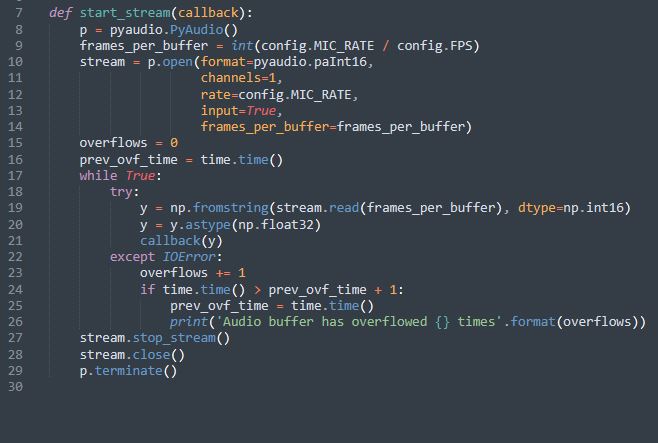 7 def start_stream(callback):
8     p = pyaudio.PyAudio()
9     frames_per_buffer = int(config.MIC_RATE / config.FPS)
10     stream = p.open(format=pyaudio.paInt16,
11                     channels=1,
12                     rate=config.MIC_RATE,
13                     input=True,
14                     frames_per_buffer=frames_per_buffer)
15     overflows = 0
16     prev_ovf_time = time.time()
17     while True:
18         try:
19             y = np.fromstring(stream.read(frames_per_buffer), dtype=np.int16)
20             y = y.astype(np.float32)
21             callback(y)
22         except IOError:
23             overflows += 1
24             if time.time() > prev_ovf_time + 1:
25                 prev_ovf_time = time.time()
26                 print('Audio buffer has overflowed {} times'.format(overflows))
27     stream.stop_stream()
28     stream.close()
29     p.terminate()
30